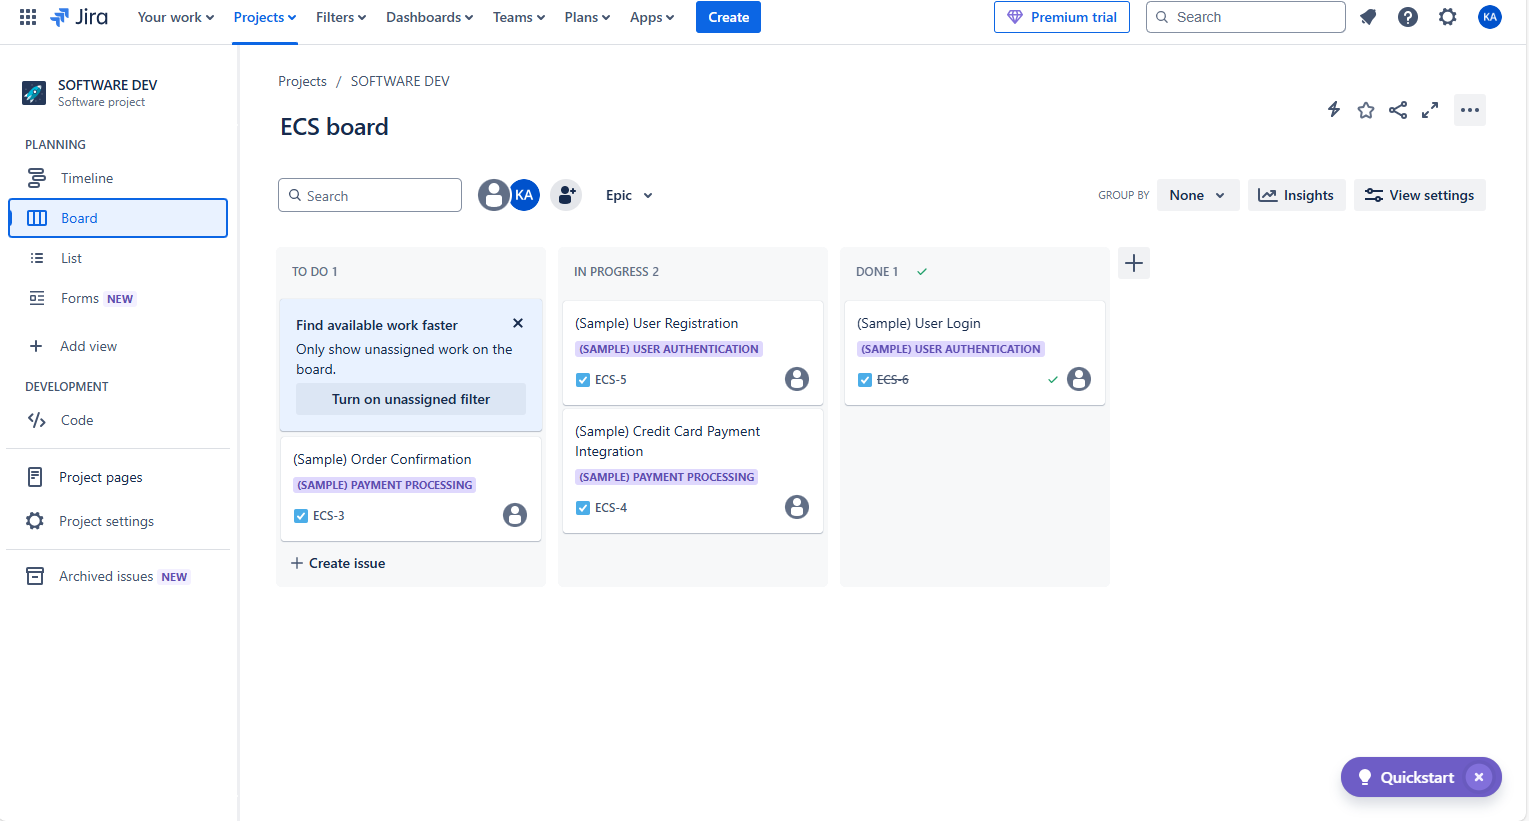 Jira Your work Projects Filters Dashboards Teams Plans Apps Create Premium trial Search KA
SOFTWARE DEV
Software project
PLANNING
Timeline
Board
List
Forms NEW
Add view
DEVELOPMENT
Code
Project pages
Project settings
Archived issues NEW
Projects / SOFTWARE DEV
ECS board
Search KA Epic GROUP BY None Insights View settings
TO DO 1
Find available work faster
Only show unassigned work on the
board.
Turn on unassigned filter
(Sample) Order Confirmation
(SAMPLE) PAYMENT PROCESSING
ECS-3
Create issue
IN PROGRESS 2
(Sample) User Registration
(SAMPLE) USER AUTHENTICATION
ECS-5
(Sample) Credit Card Payment
Integration
(SAMPLE) PAYMENT PROCESSING
ECS-4
DONE 1
(Sample) User Login
(SAMPLE) USER AUTHENTICATION
ECS-6
Quickstart